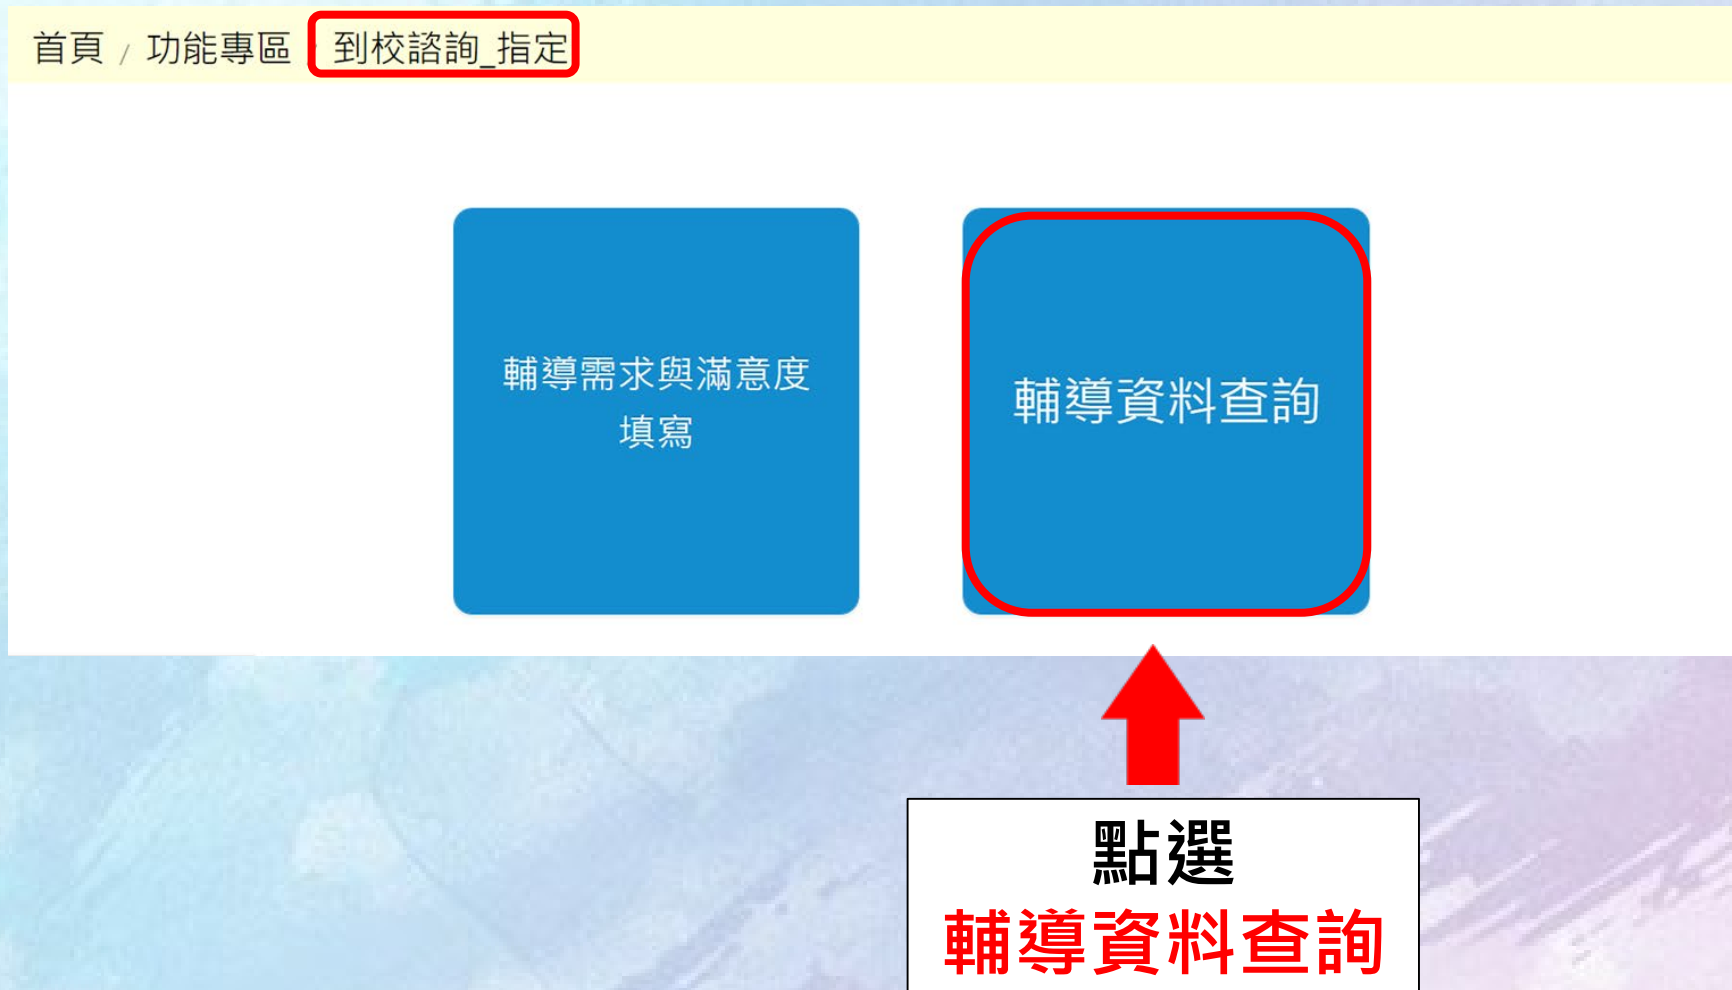 首頁 / 功能專區 / 到校諮詢_指定
輔導需求與滿意度
填寫
輔導資料查詢
點選
輔導資料查詢